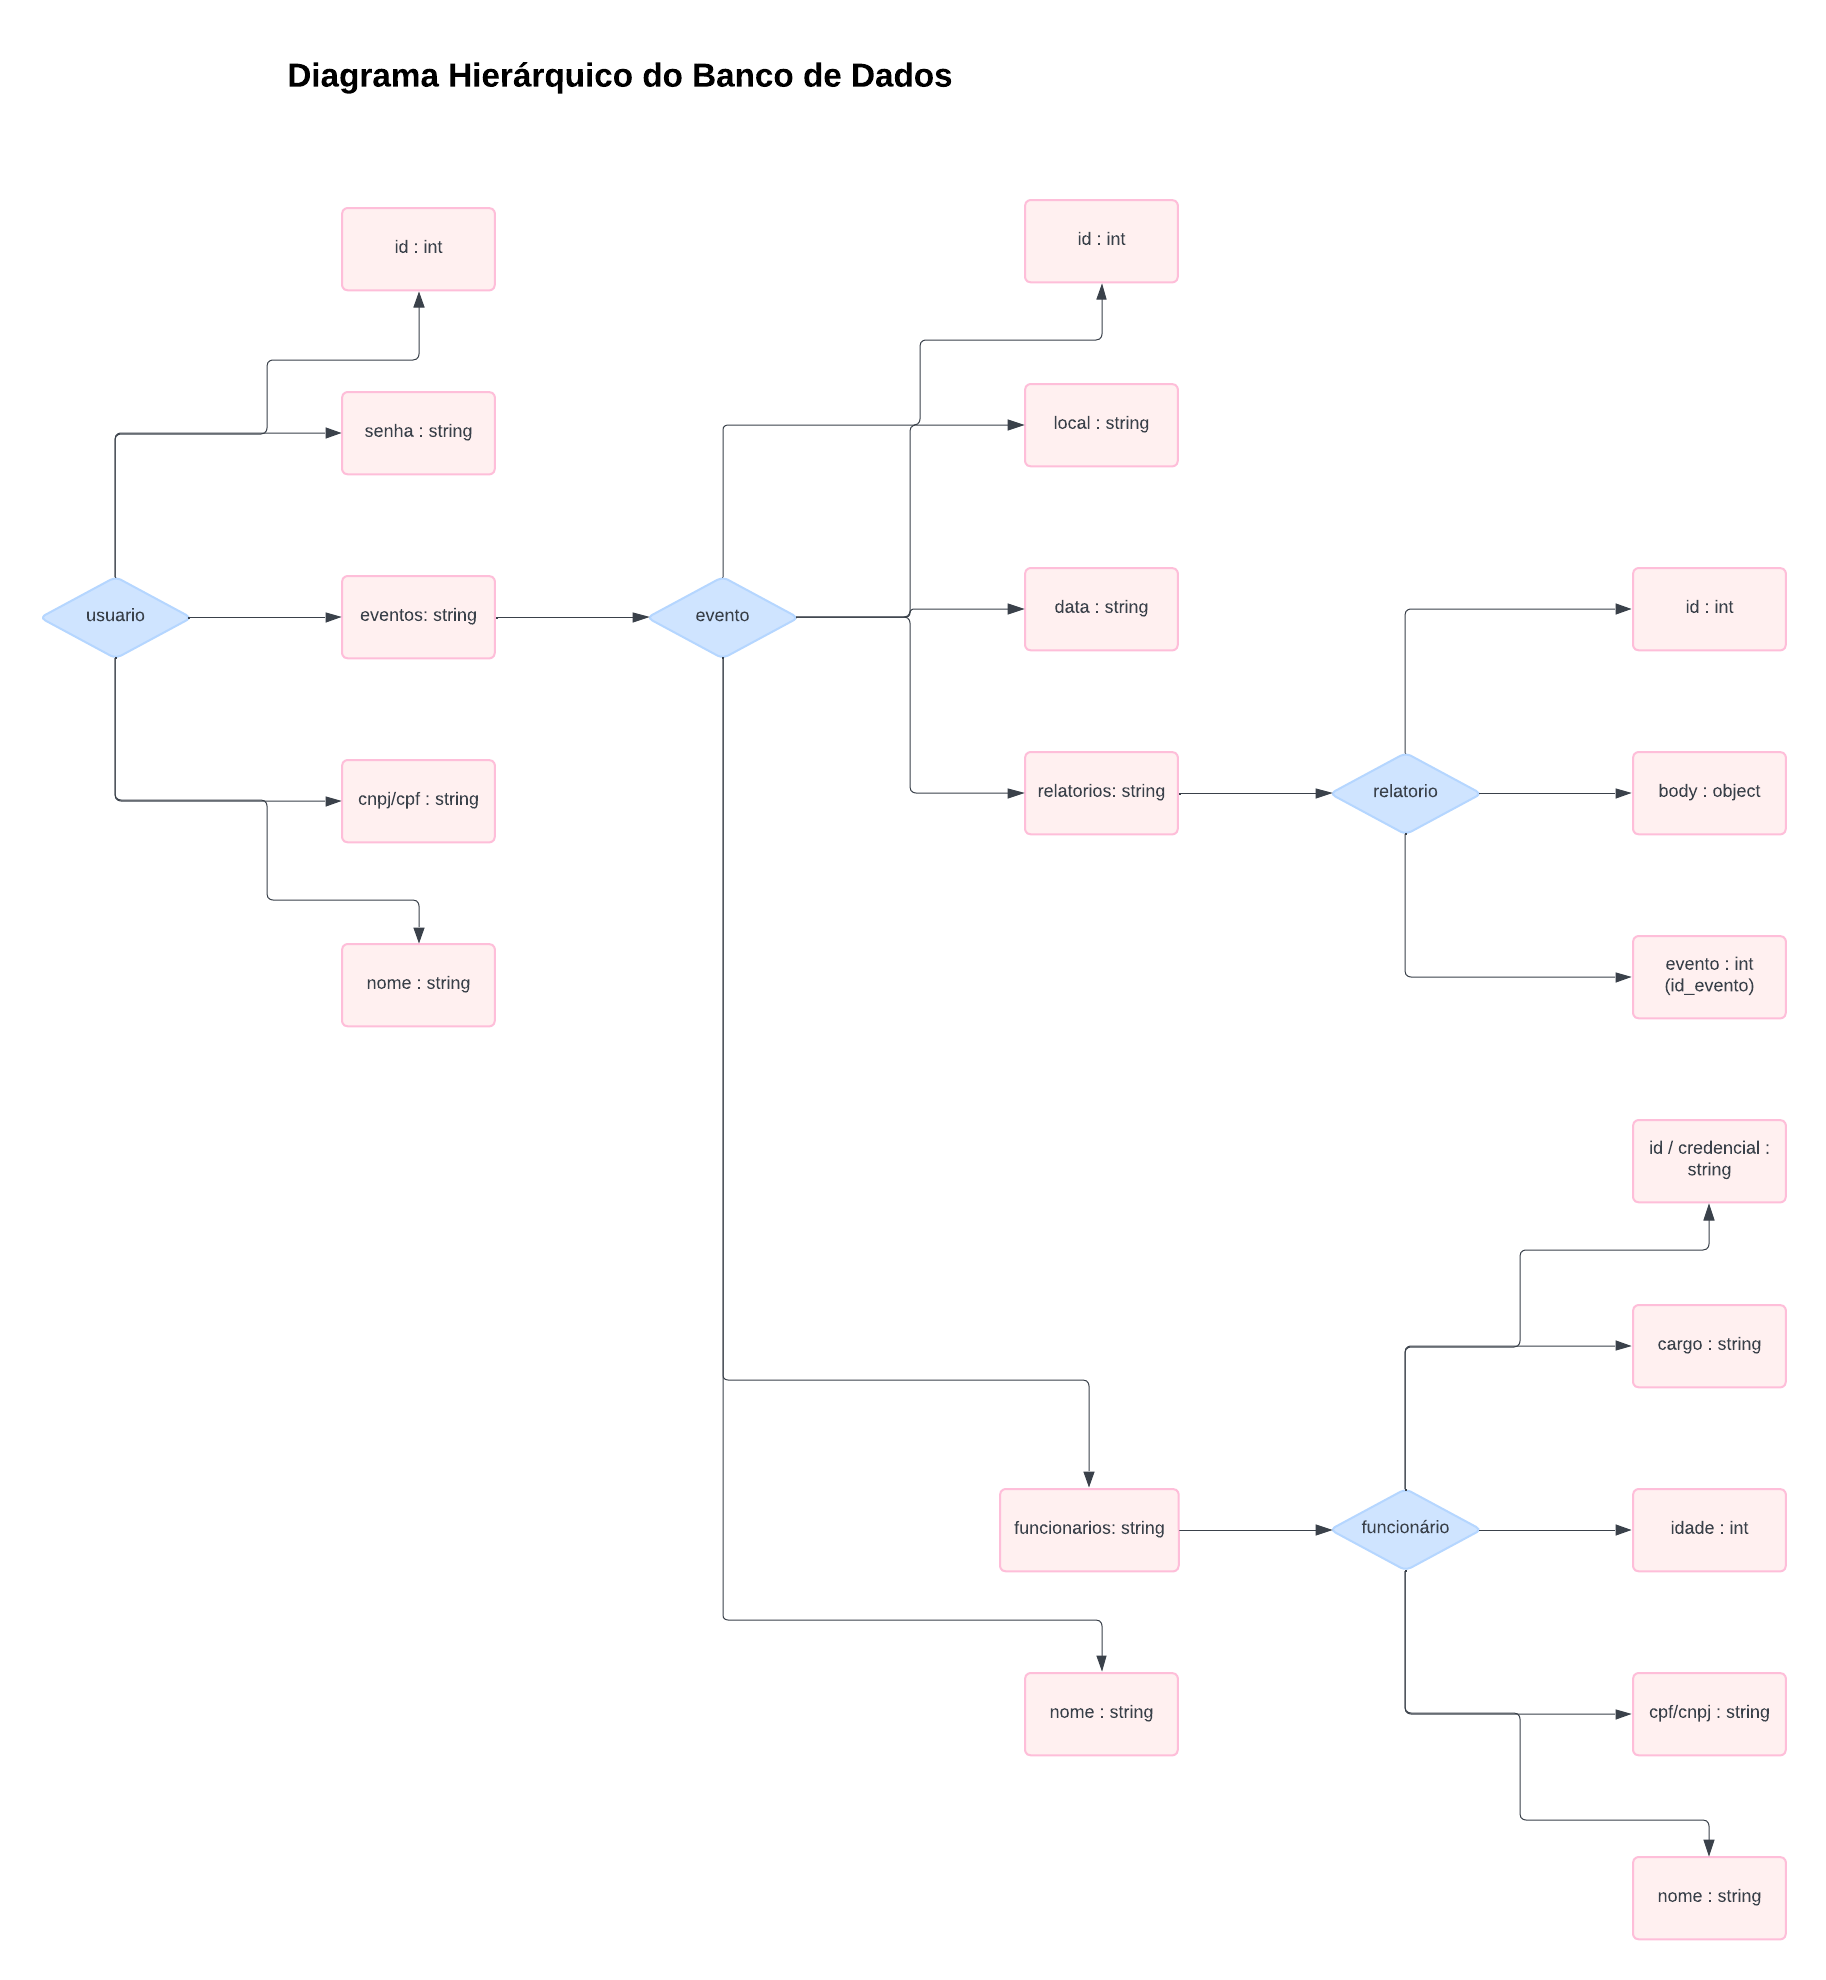 Diagrama Hierárquico do Banco de Dados
id : int
senha : string
usuario
eventos: string
cnpj/cpf : string
nome : string
id : int
local : string
evento
data : string
relatorios: string
funcionarios: string
nome : string
id : int
relatorio
body : object
evento : int
(id_evento)
id / credencial :
string
cargo : string
funcionário
idade : int
cpf/cnpj : string
nome : string